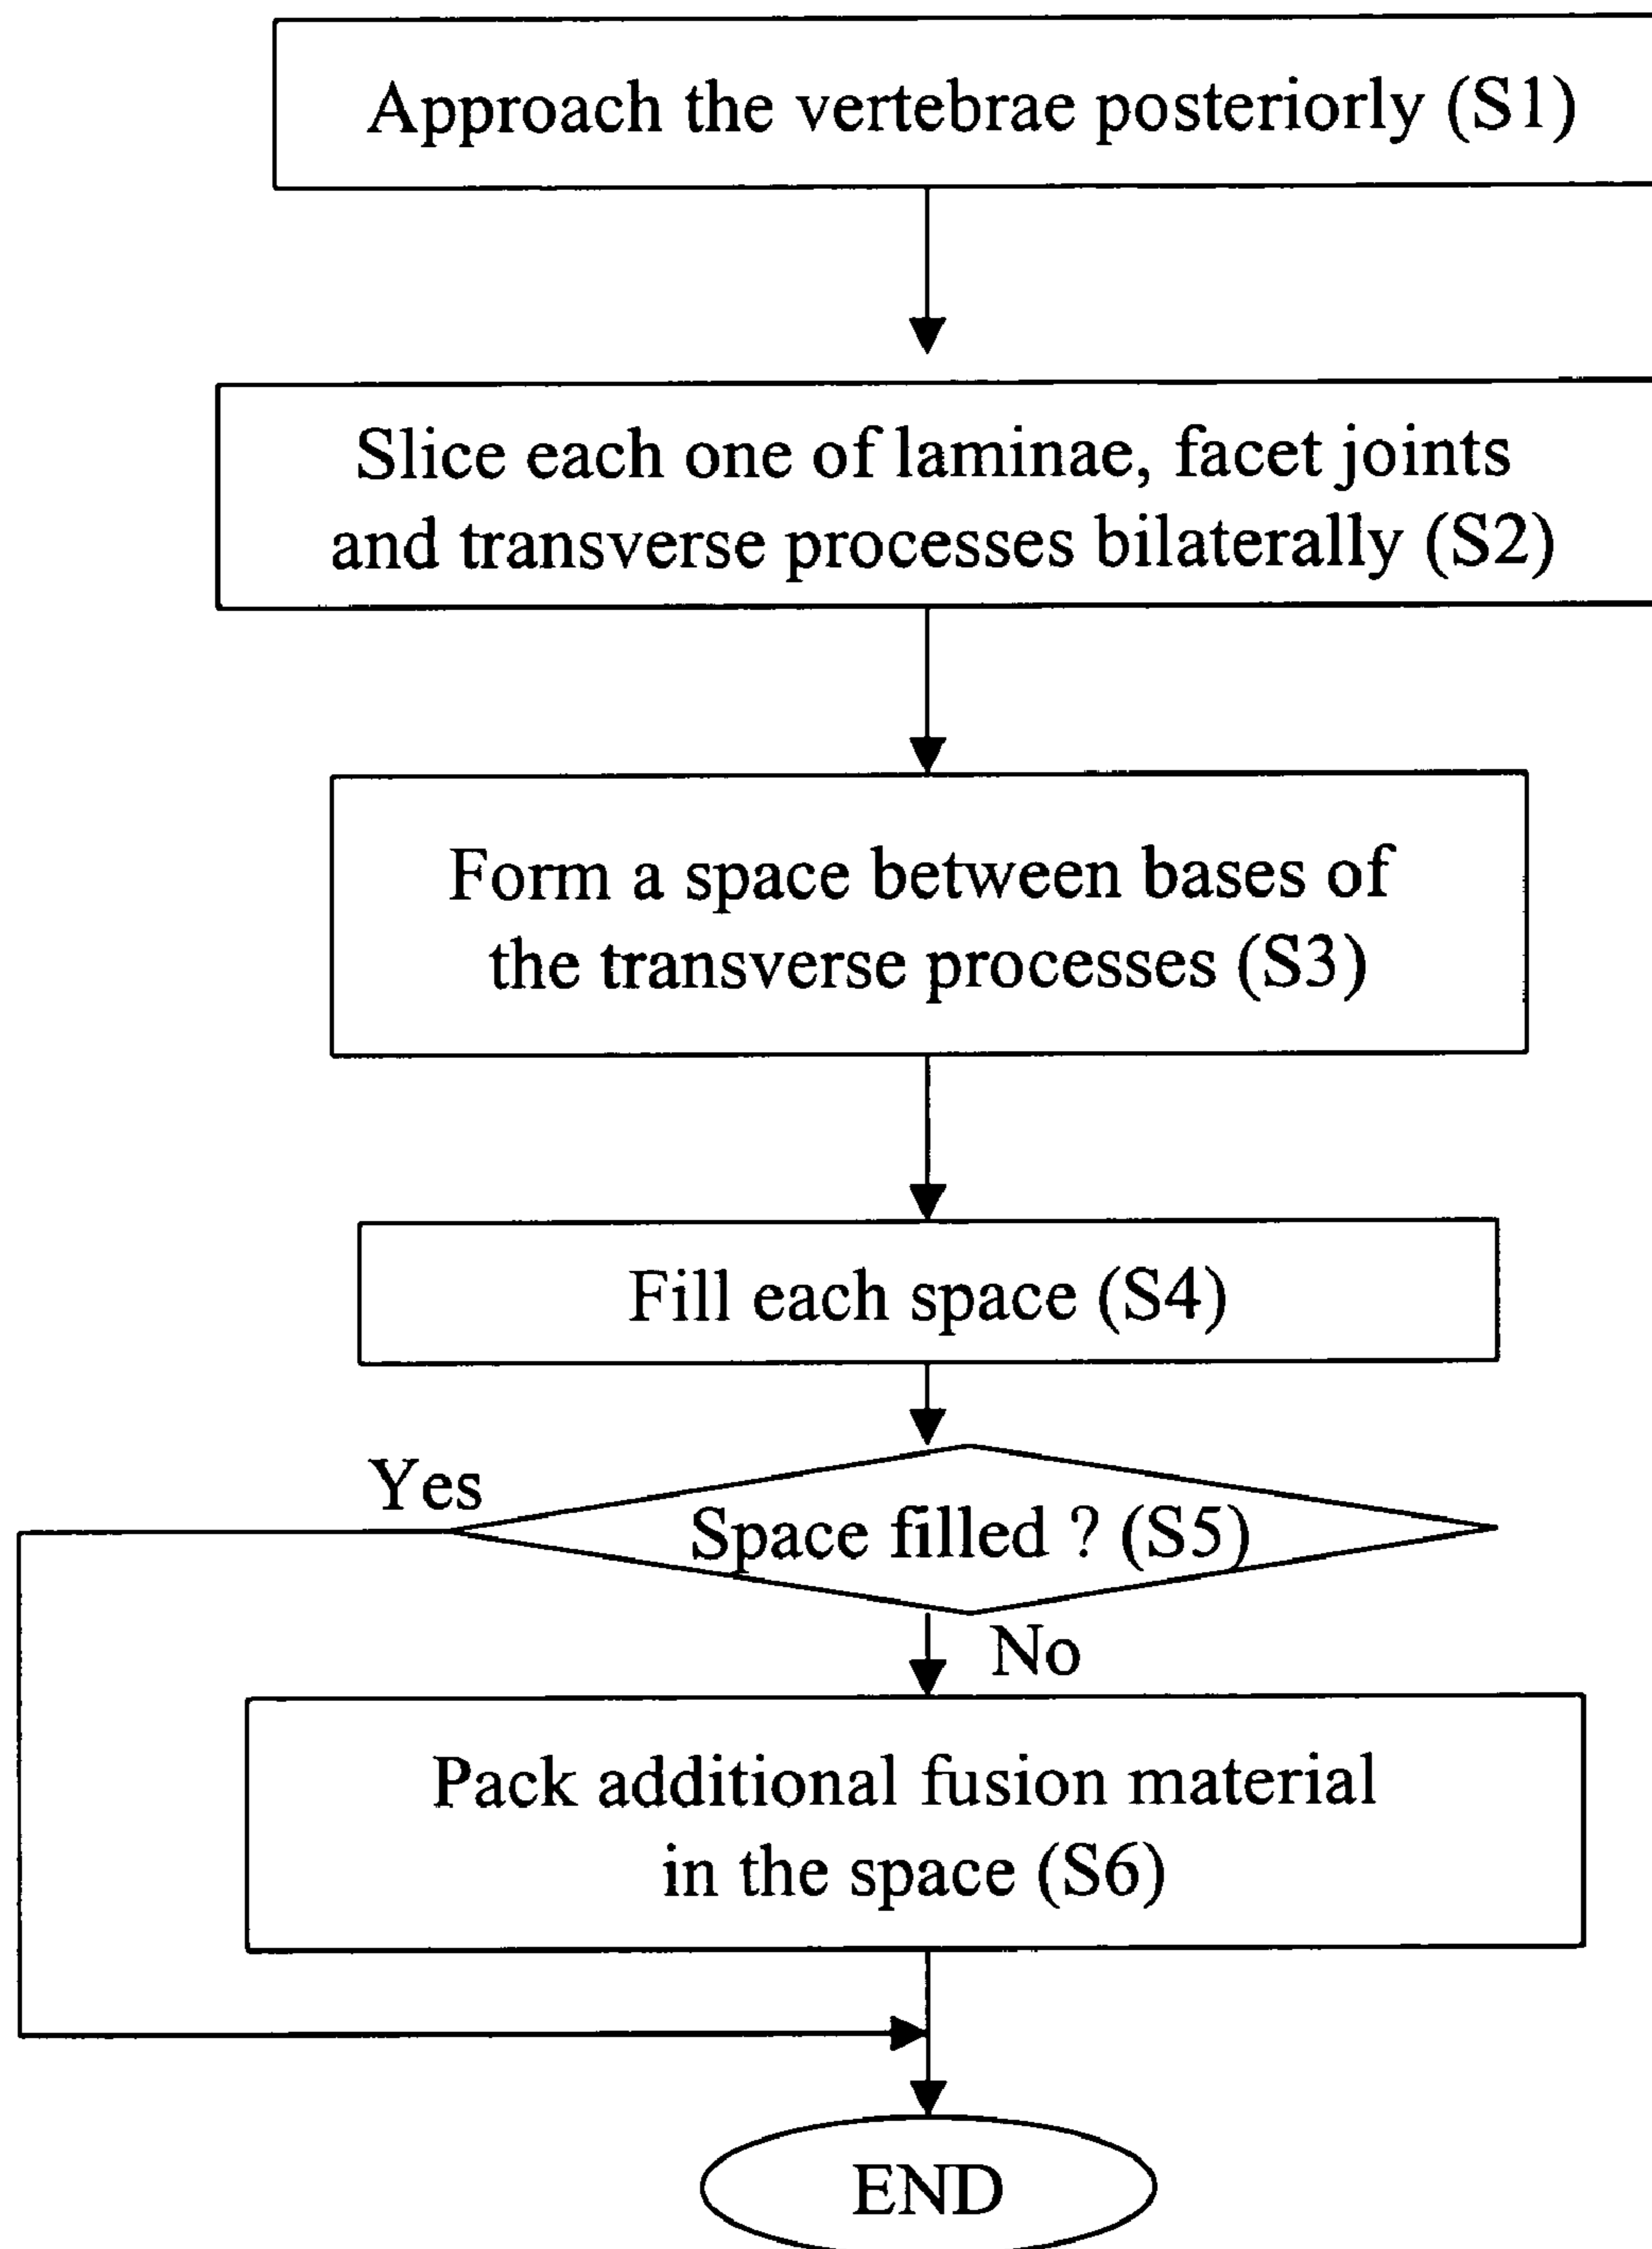 Approach the vertebrae posteriorly (S1)
Slice each one of laminae, facet joints
and transverse processes bilaterally (S2)
Form a space between bases of
the transverse processes (S3)
Fill each space (S4)
Yes
Space filled ? (S5)
No
Pack additional fusion material
in the space (S6)
END